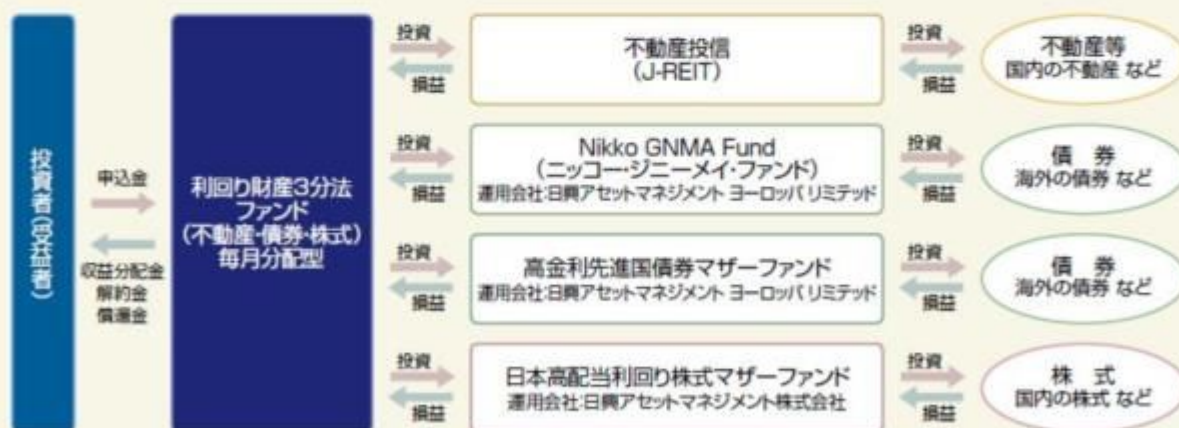 投資者(受益者)
申込金
収益分配金
解約金
償還金
利回り財産3分法
ファンド
(不動産・債券・株式)
毎月分配型
投資
損益
不動産投信
(J-REIT)
投資
損益
不動産等
国内の不動産 など
投資
損益
Nikko GNMA Fund
(ニッコー・ジニーメイ・ファンド)
運用会社:日興アセットマネジメント ヨーロッパ リミテッド
投資
損益
債 券
海外の債券 など
投資
損益
高金利先進国債券マザーファンド
運用会社:日興アセットマネジメント ヨーロッパ リミテッド
投資
損益
債 券
海外の債券 など
投資
損益
日本高配当利回り株式マザーファンド
運用会社:日興アセットマネジメント株式会社
投資
損益
株 式
国内の株式 など